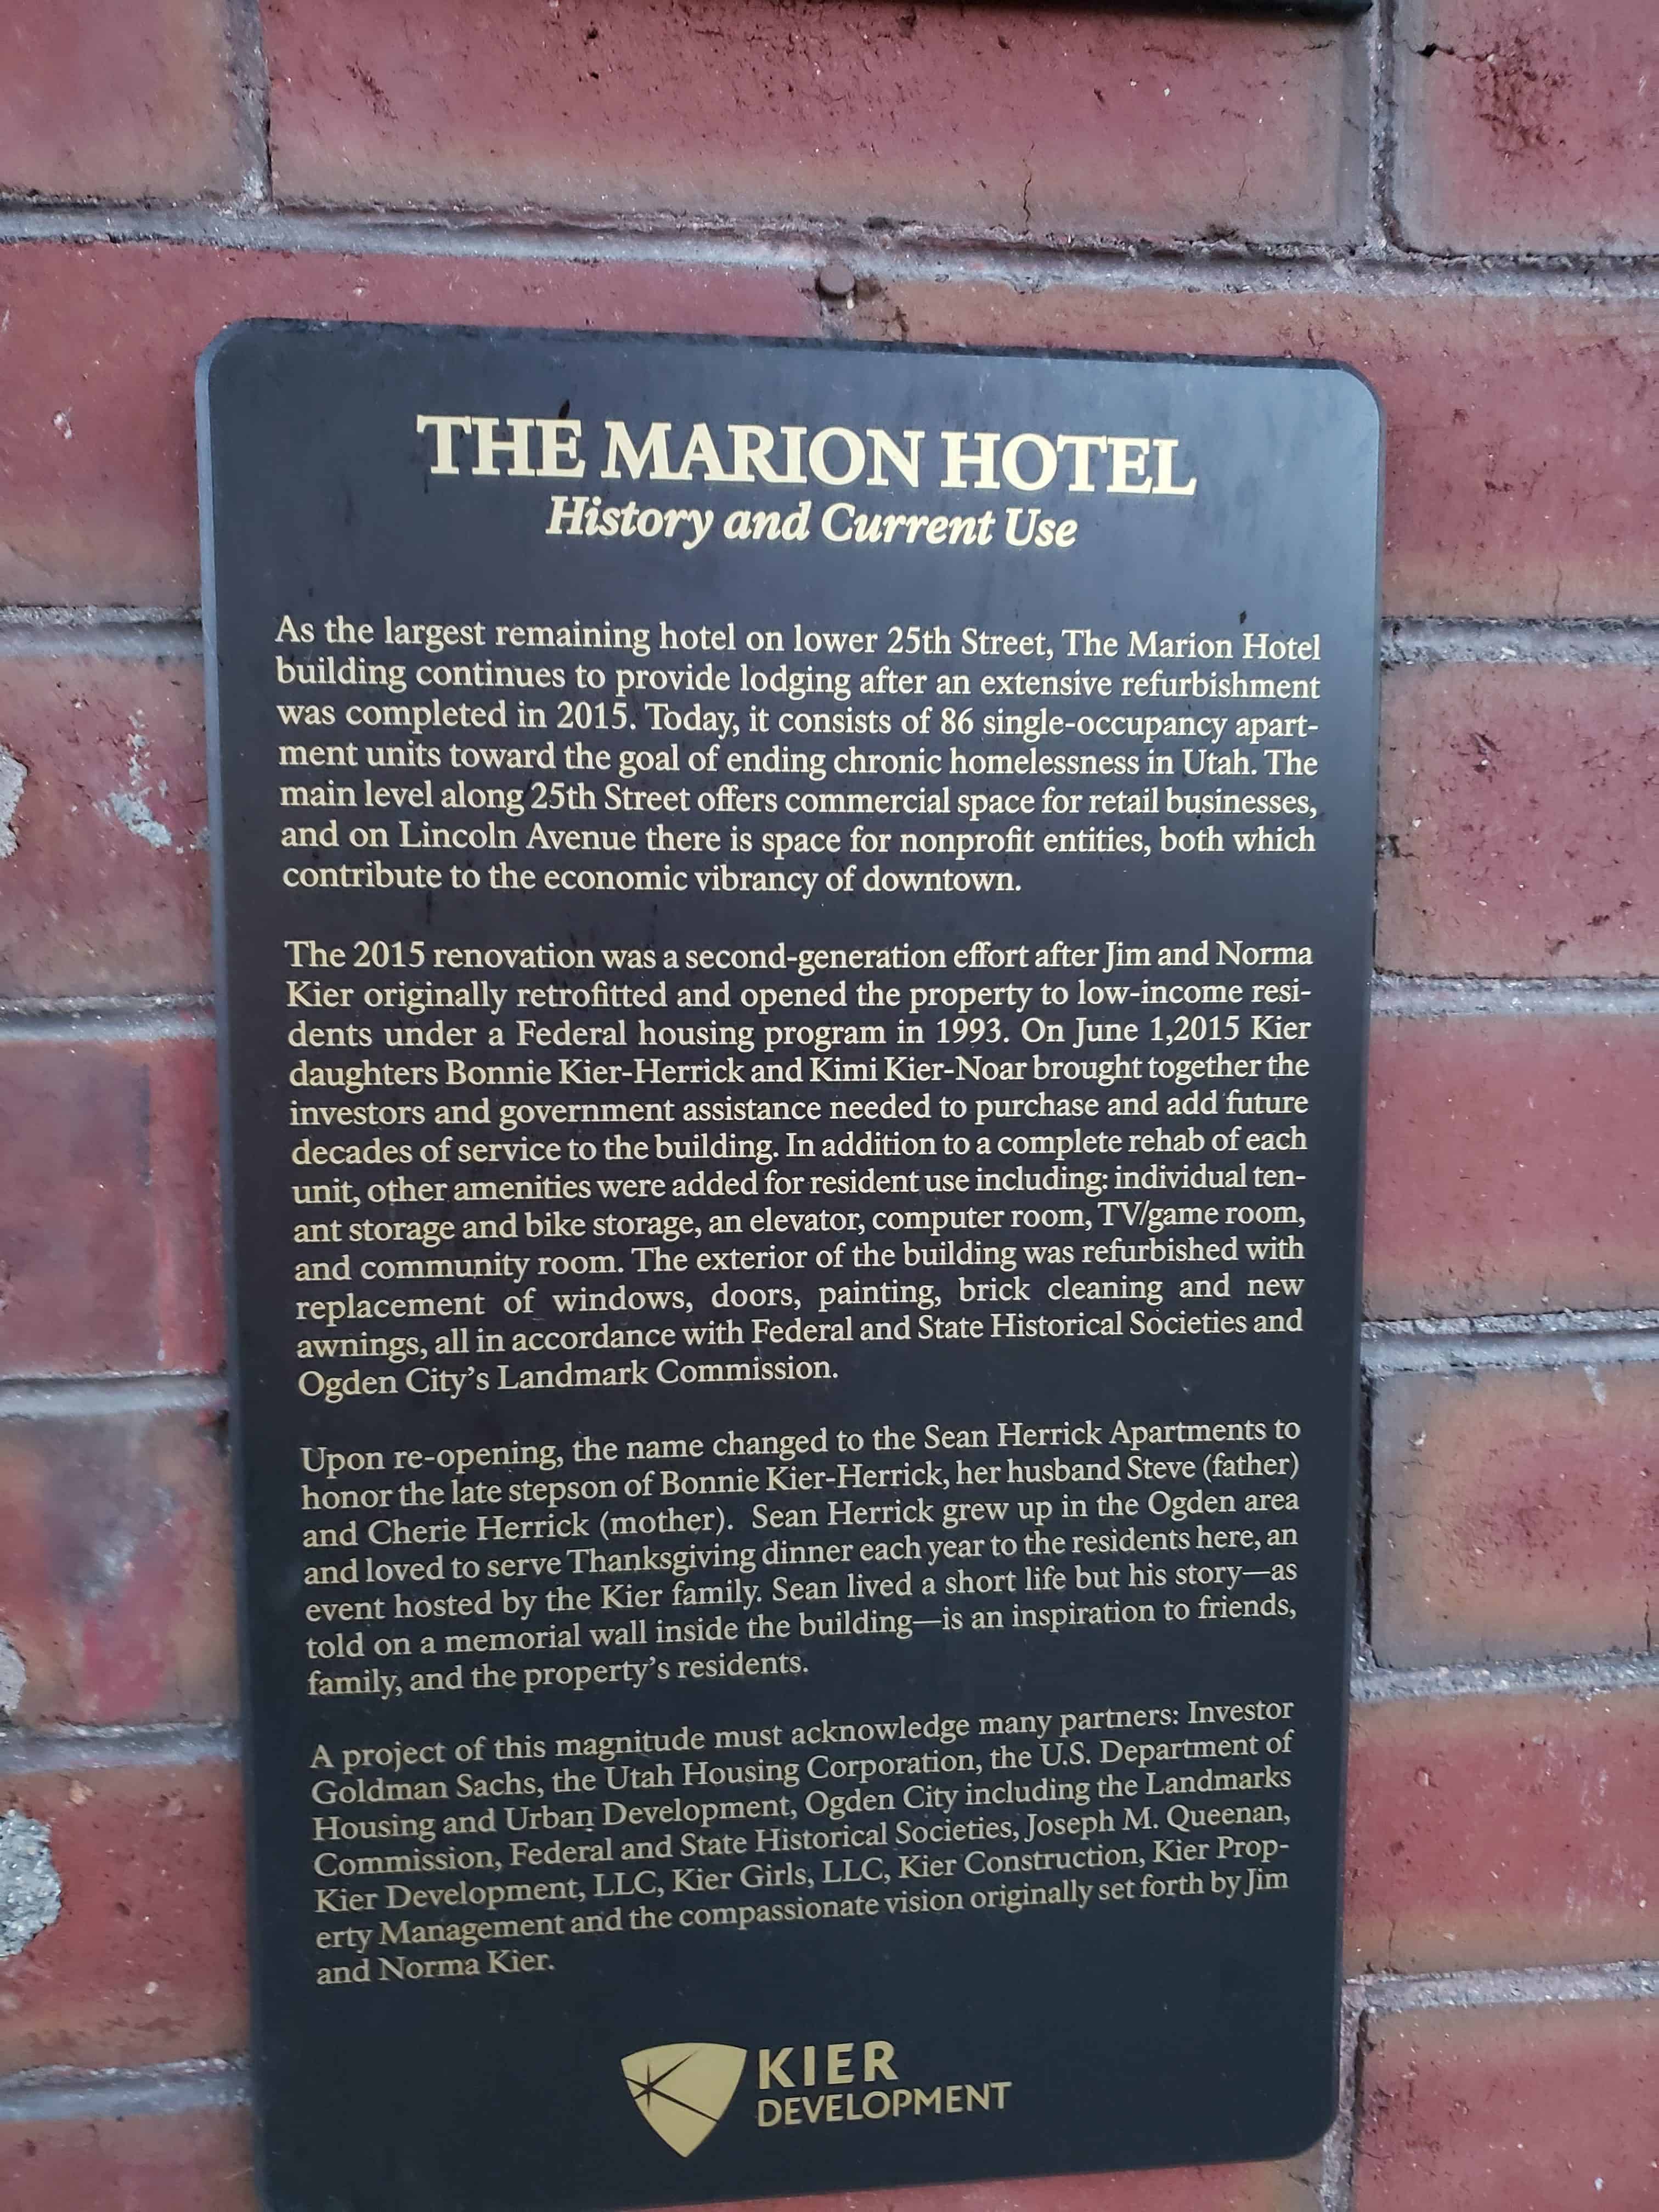 THE MARION HOTEL
History and Current Use
As the largest remaining hotel on lower 25th Street, The Marion Hotel
building continues to provide lodging after an extensive refurbishment
was completed in 2015. Today, it consists of 86 single-occupancy apart-
ment units toward the goal of ending chronic homelessness in Utah. The
main level along 25th Street offers commercial space for retail businesses,
and on Lincoln Avenue there is space for nonprofit entities, both which
contribute to the economic vibrancy of downtown.
The 2015 renovation was a second-generation effort after Jim and Norma
Kier originally retrofitted and opened the property to low-income resi-
dents under a Federal housing program in 1993. On June 1,2015 Kier
daughters Bonnie Kier-Herrick and Kimi Kier-Noar brought together the
investors and government assistance needed to purchase and add future
decades of service to the building. In addition to a complete rehab of each
unit, other amenities were added for resident use including: individual ten-
ant storage and bike storage, an elevator, computer room, TV/game room,
and community room. The exterior of the building was refurbished with
replacement of windows, doors, painting, brick cleaning and new
awnings, all in accordance with Federal and State Historical Societies and
Ogden City's Landmark Commission.
Upon re-opening, the name changed to the Sean Herrick Apartments to
honor the late stepson of Bonnie Kier-Herrick, her husband Steve (father)
and Cherie Herrick (mother). Sean Herrick grew up in the Ogden area
and loved to serve Thanksgiving dinner each year to the residents here, an
event hosted by the Kier family. Sean lived a short life but his story—as
told on a memorial wall inside the building—is an inspiration to friends,
family, and the property's residents.
A project of this magnitude must acknowledge many partners: Investor
Goldman Sachs, the Utah Housing Corporation, the U.S. Department of
Housing and Urban Development, Ogden City including the Landmarks
Commission, Federal and State Historical Societies, Joseph M. Queenan,
Kier Development, LLC, Kier Girls, LLC, Kier Construction, Kier Prop-
erty Management and the compassionate vision originally set forth by Jim
and Norma Kier.
KIER
DEVELOPMENT